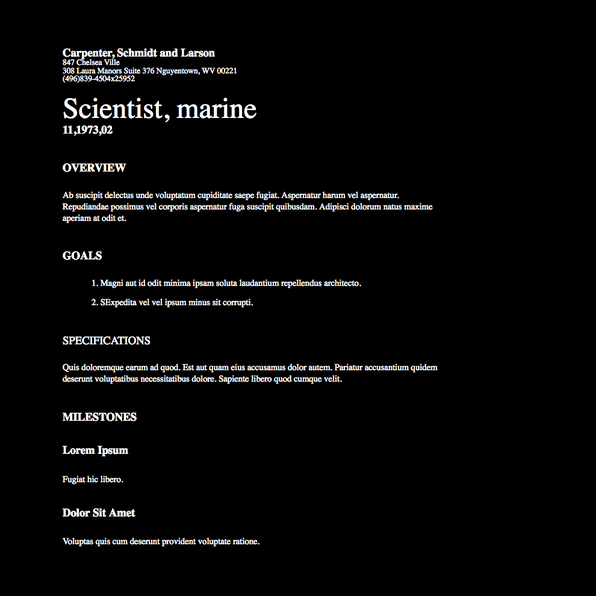 Carpenter, Schmidt and Larson
847 Chelsea Ville
308 Laura Manors Suite 376 Nguyentown, WV 00221
(496)839-4504x25952
Scientist, marine
11,1973,02
OVERVIEW
Ab suscipit delectus unde voluptatum cupiditate saepe fugiat. Aspernatur harum vel aspernatur.
Repudiandae possimus vel corporis aspernatur fuga suscipit quibusdam. Adipisci dolorum natus maxime
aperiam at odit et.
GOALS
1. Magni aut id odit minima ipsam soluta laudantium repellendus architecto.
2. SExpedita vel vel ipsum minus sit corrupti.
SPECIFICATIONS
Quis doloremque earum ad quod. Est aut quam eius accusamus dolor autem. Pariatur accusantium quidem
deserunt voluptatibus necessitatibus dolore. Sapiente libero quod cumque velit.
MILESTONES
Lorem Ipsum
Fugiat hic libero.
Dolor Sit Amet
Voluptas quis cum deserunt provident voluptate ratione.